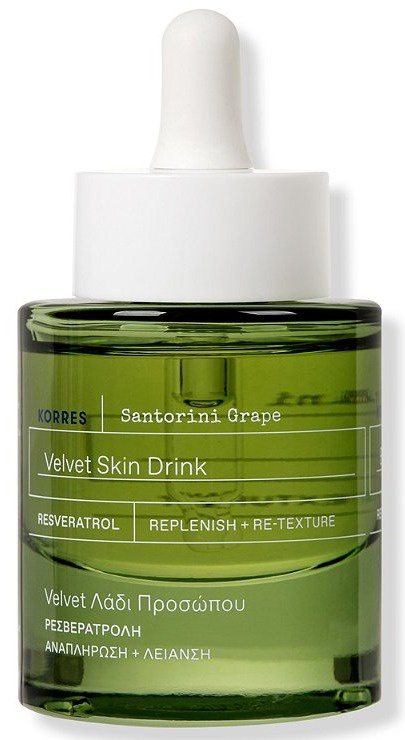 KORRES | Santorini Grape
Velvet Skin Drink
RESVERATROL | REPLENISH + RE-TEXTURE
Velvet Λάδι Προσώπου
ΡΕΣΒΕΡΑΤΡΟΛΗ
ΑΝΑΠΛΗΡΩΣΗ + ΛΕΙΑΝΣΗ